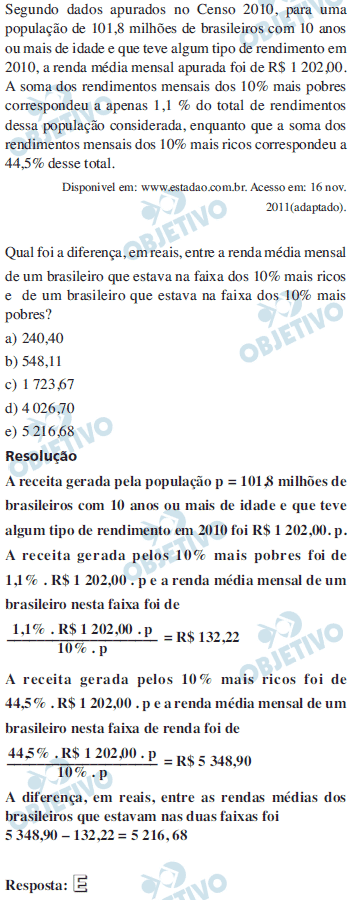 Segundo dados apurados no Censo 2010, para uma
população de 101,8 milhões de brasileiros com 10 anos
ou mais de idade e que teve algum tipo de rendimento em
2010, a renda média mensal apurada foi de R$ 1 202,00.
A soma dos rendimentos mensais dos 10% mais pobres
correspondeu a apenas 1,1 % do total de rendimentos
dessa população considerada, enquanto que a soma dos
rendimentos mensais dos 10% mais ricos correspondeu a
44,5% desse total.
Disponivel em: www.estadao.com.br. Acesso em: 16 nov.
2011(adaptado).
Qual foi a diferença, em reais, entre a renda média mensal
de um brasileiro que estava na faixa dos 10% mais ricos
e de um brasileiro que estava na faixa dos 10% mais
pobres?
a) 240,40
b) 548,11
c) 1 723,67
d) 4 026,70
e) 5 216,68
Resolução
A receita gerada pela população p = 101,8 milhões de
brasileiros com 10 anos ou mais de idade e que teve
algum tipo de rendimento em 2010 foi R$ 1 202,00. p.
A receita gerada pelos 10% mais pobres foi de
1,1% . R$ 1 202,00 . p e a renda média mensal de um
brasileiro nesta faixa foi de
1,1% . R$ 1 202,00 . p
10% . p
= R$ 132,22
A receita gerada pelos 10% mais ricos foi de
44,5% . R$ 1 202,00 . p e a renda média mensal de um
brasileiro nesta faixa de renda foi de
44,5% . R$ 1 202,00 . p
10% . p
= R$ 5 348,90
A diferença, em reais, entre as rendas médias dos
brasileiros que estavam nas duas faixas foi
5 348,90 – 132,22 = 5 216, 68
Resposta: E
OBJETIVO
OBJETIVO
OBJETIVO
OBJETIVO
OBJETIVO
OBJETIVO
OBJETIVO
OBJETIVO
OBJETIVO